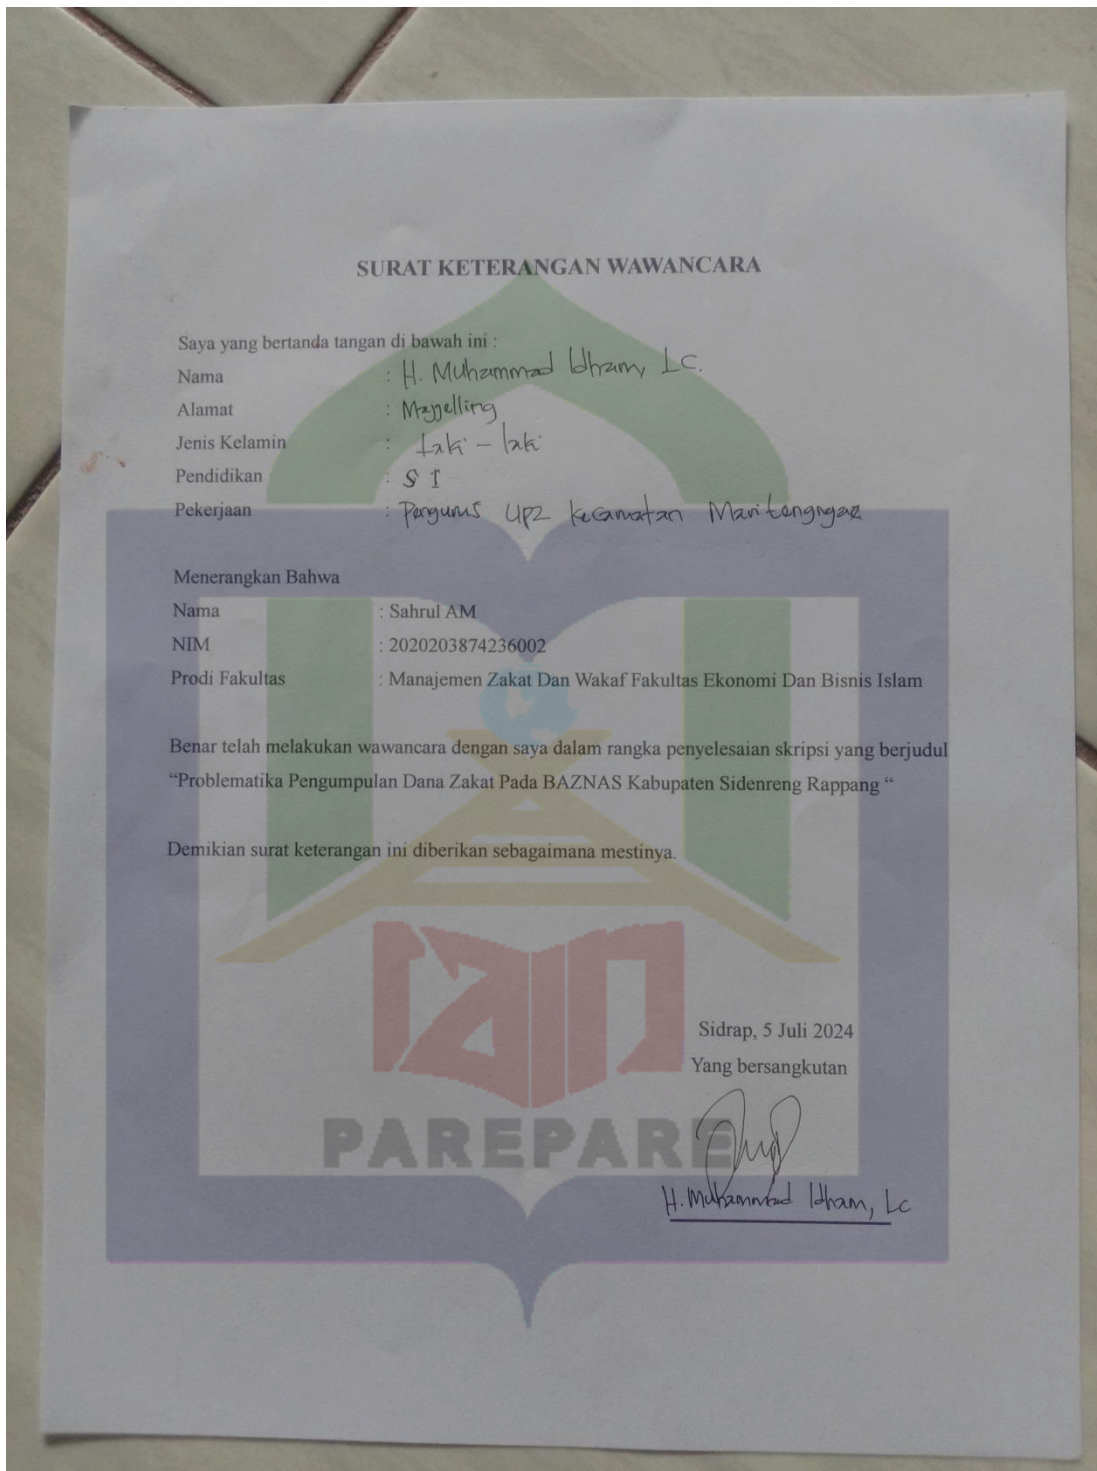 SURAT KETERANGAN WAWANCARA
Saya yang bertanda tangan di bawah ini :
Nama : H. Muhammad Idham, Lc.
Alamat : Majjelling
Jenis Kelamin : Laki - laki
Pendidikan : S I
Pekerjaan : Pengurus UPZ Kecamatan Maritengngae
Menerangkan Bahwa
Nama : Sahrul AM
NIM : 2020203874236002
Prodi Fakultas : Manajemen Zakat Dan Wakaf Fakultas Ekonomi Dan Bisnis Islam
Benar telah melakukan wawancara dengan saya dalam rangka penyelesaian skripsi yang berjudul
“Problematika Pengumpulan Dana Zakat Pada BAZNAS Kabupaten Sidenreng Rappang “
Demikian surat keterangan ini diberikan sebagaimana mestinya.
iain
PAREPARE
Sidrap, 5 Juli 2024
Yang bersangkutan
H. Muhammad Idham, Lc